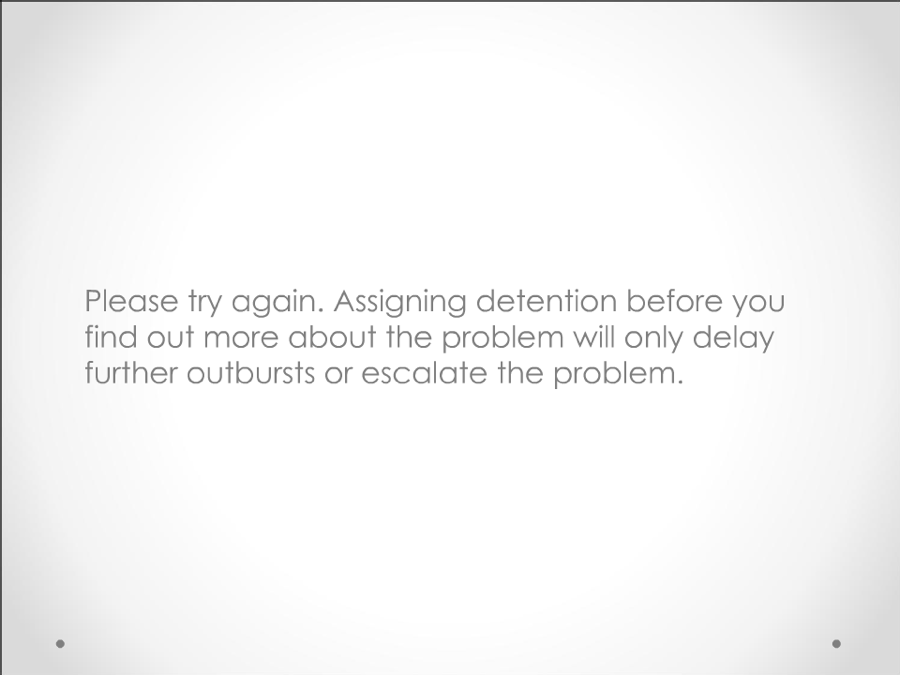 Please try again. Assigning detention before you
find out more about the problem will only delay
further outbursts or escalate the problem.